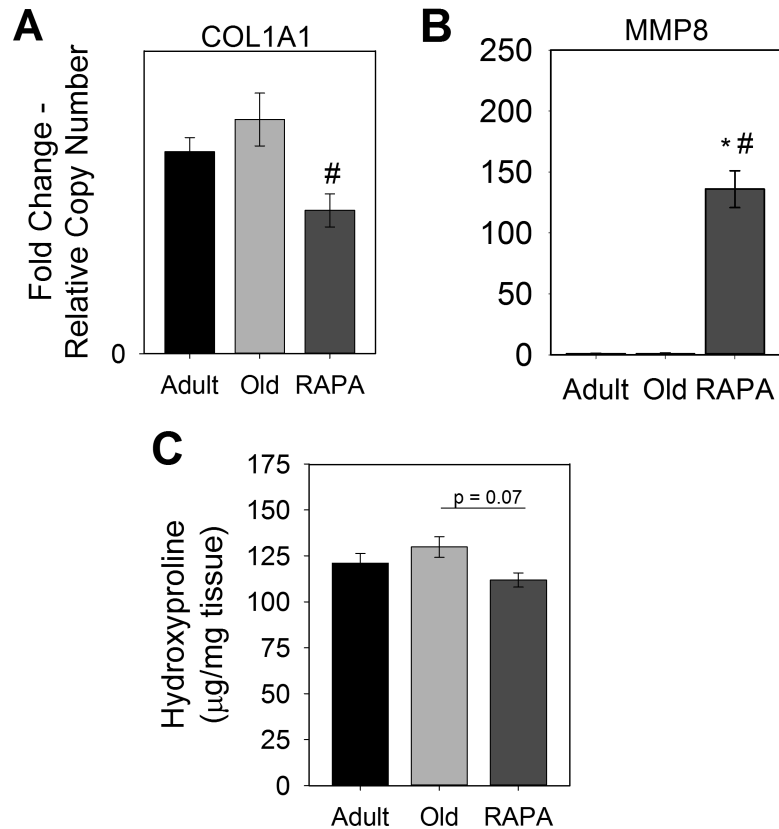 A
COL1A1
Fold Change -
Relative Copy Number
0
#
Adult Old RAPA
B
MMP8
250
200
150
100
50
0
* #
Adult Old RAPA
C
175
150
125
100
75
50
25
0
Hydroxyproline
(μg/mg tissue)
p = 0.07
Adult Old RAPA